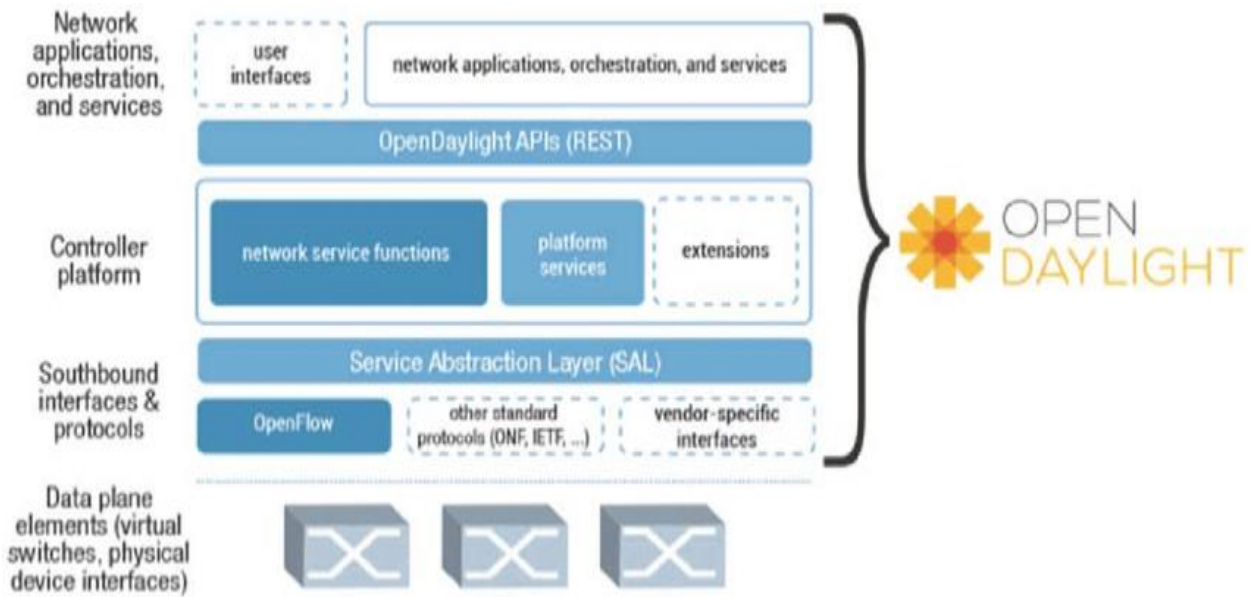 Network
applications,
orchestration,
and services
user
interfaces
network applications, orchestration, and services
OpenDaylight APIs (REST)
Controller
platform
network service functions
platform
services
extensions
Southbound
interfaces &
protocols
Service Abstraction Layer (SAL)
OpenFlow
other standard
protocols (ONF, IETF, ...)
vendor-specific
interfaces
Data plane
elements (virtual
switches, physical
device interfaces)
OPEN
DAYLIGHT